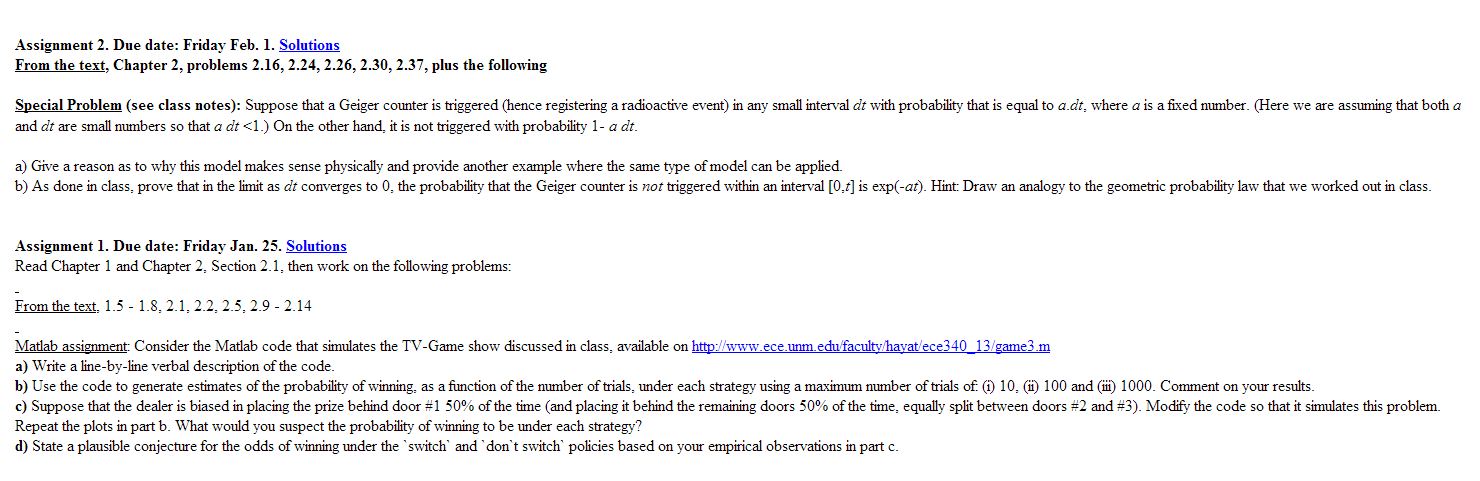 Assignment 2. Due date: Friday Feb. 1. Solutions
From the text, Chapter 2, problems 2.16, 2.24, 2.26, 2.30, 2.37, plus the following
Special Problem (see class notes): Suppose that a Geiger counter is triggered (hence registering a radioactive event) in any small interval dt with probability that is equal to a.dt, where a is a fixed number. (Here we are assuming that both a
and dt are small numbers so that a dt <1.) On the other hand, it is not triggered with probability 1- a dt.
a) Give a reason as to why this model makes sense physically and provide another example where the same type of model can be applied.
b) As done in class, prove that in the limit as dt converges to 0, the probability that the Geiger counter is not triggered within an interval [0,t] is exp(-at). Hint: Draw an analogy to the geometric probability law that we worked out in class.
Assignment 1. Due date: Friday Jan. 25. Solutions
Read Chapter 1 and Chapter 2, Section 2.1, then work on the following problems:
From the text, 1.5 - 1.8, 2.1, 2.2, 2.5, 2.9 - 2.14
Matlab assignment: Consider the Matlab code that simulates the TV-Game show discussed in class, available on http://www.ece.unm.edu/faculty/hayat/ece340_13/game3.m
a) Write a line-by-line verbal description of the code.
b) Use the code to generate estimates of the probability of winning, as a function of the number of trials, under each strategy using a maximum number of trials of: (i) 10, (ii) 100 and (iii) 1000. Comment on your results.
c) Suppose that the dealer is biased in placing the prize behind door #1 50% of the time (and placing it behind the remaining doors 50% of the time, equally split between doors #2 and #3). Modify the code so that it simulates this problem.
Repeat the plots in part b. What would you suspect the probability of winning to be under each strategy?
d) State a plausible conjecture for the odds of winning under the `switch` and `don`t switch` policies based on your empirical observations in part c.